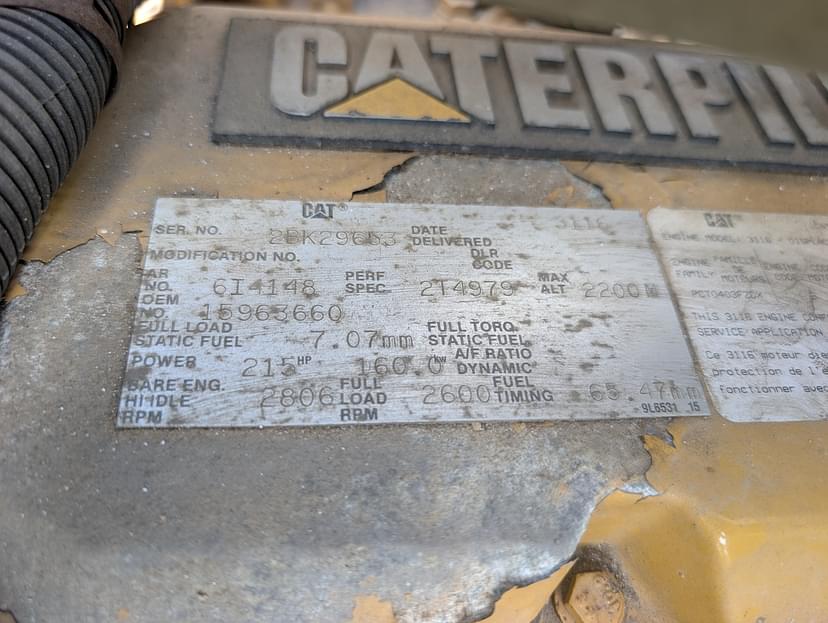 CATERPIL
CAT®
3116
SER. NO. 2BK29653 DATE DELIVERED
MODIFICATION NO. DLR CODE
AR NO. 6I4148 PERF SPEC. 2T4979 MAX ALT 2200M
OEM NO. 15963660
FULL LOAD STATIC FUEL 7.07mm FULL TORQ. STATIC FUEL
POWER 215 HP 160.0 kw A/F RATIO DYNAMIC
BARE ENG. HI IDLE RPM 2806 FULL LOAD RPM 2600 FUEL TIMING 65.47mm
9L6531 15
CAT®
ENGINE MODEL: 3116
THIS 3116 ENGINE
SERVICE APPLICATION
Ce 3116 moteur
protection de
fonctionner avec